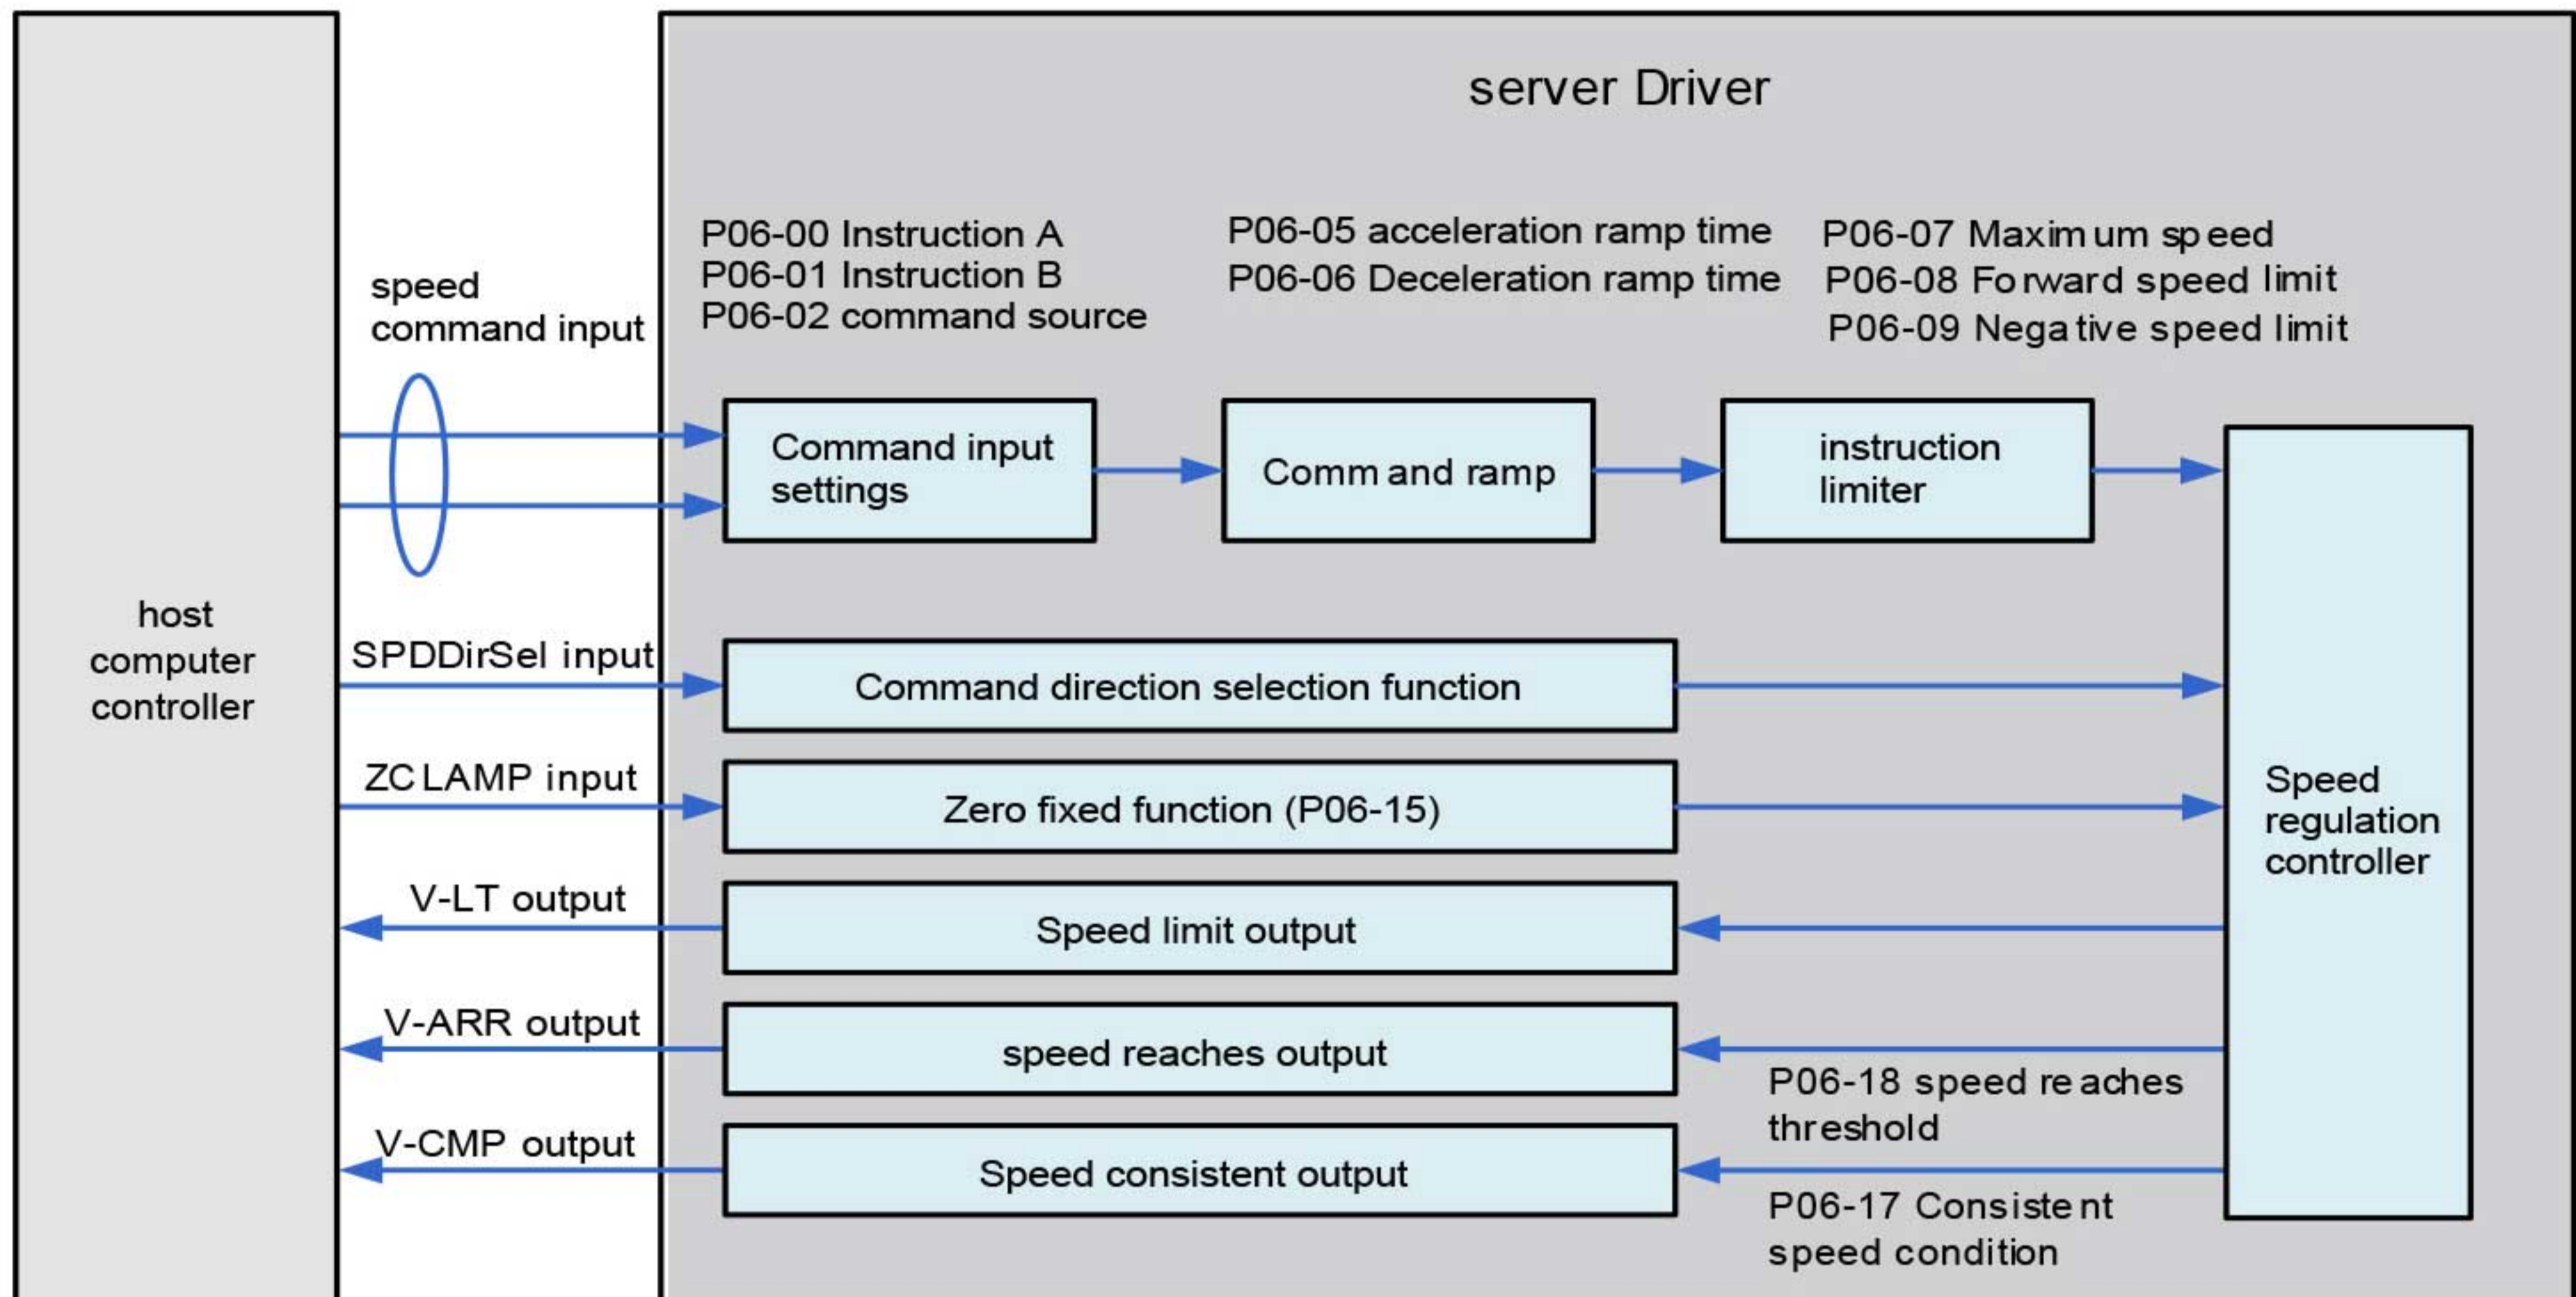 server Driver
P06-00 Instruction A
P06-01 Instruction B
P06-02 command source
P06-05 acceleration ramp time
P06-06 Deceleration ramp time
P06-07 Maximum speed
P06-08 Forward speed limit
P06-09 Negative speed limit
speed
command input
Command input
settings
Command ramp
instruction
limiter
host
computer
controller
SPDDirSel input
Command direction selection function
ZCLAMP input
Zero fixed function (P06-15)
Speed
regulation
controller
V-LT output
Speed limit output
V-ARR output
speed reaches output
P06-18 speed reaches
threshold
V-CMP output
Speed consistent output
P06-17 Consistent
speed condition